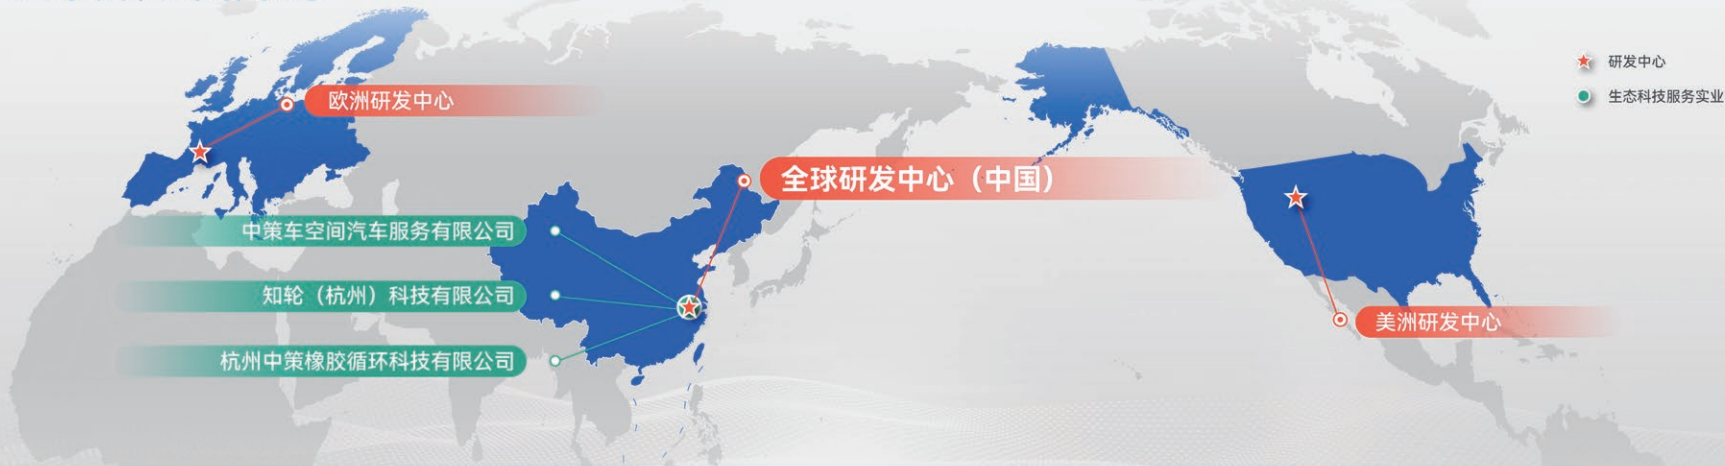 研发中心
生态科技服务实业
欧洲研发中心
全球研发中心（中国）
中策车空间汽车服务有限公司
知轮（杭州）科技有限公司
杭州中策橡胶循环科技有限公司
美洲研发中心